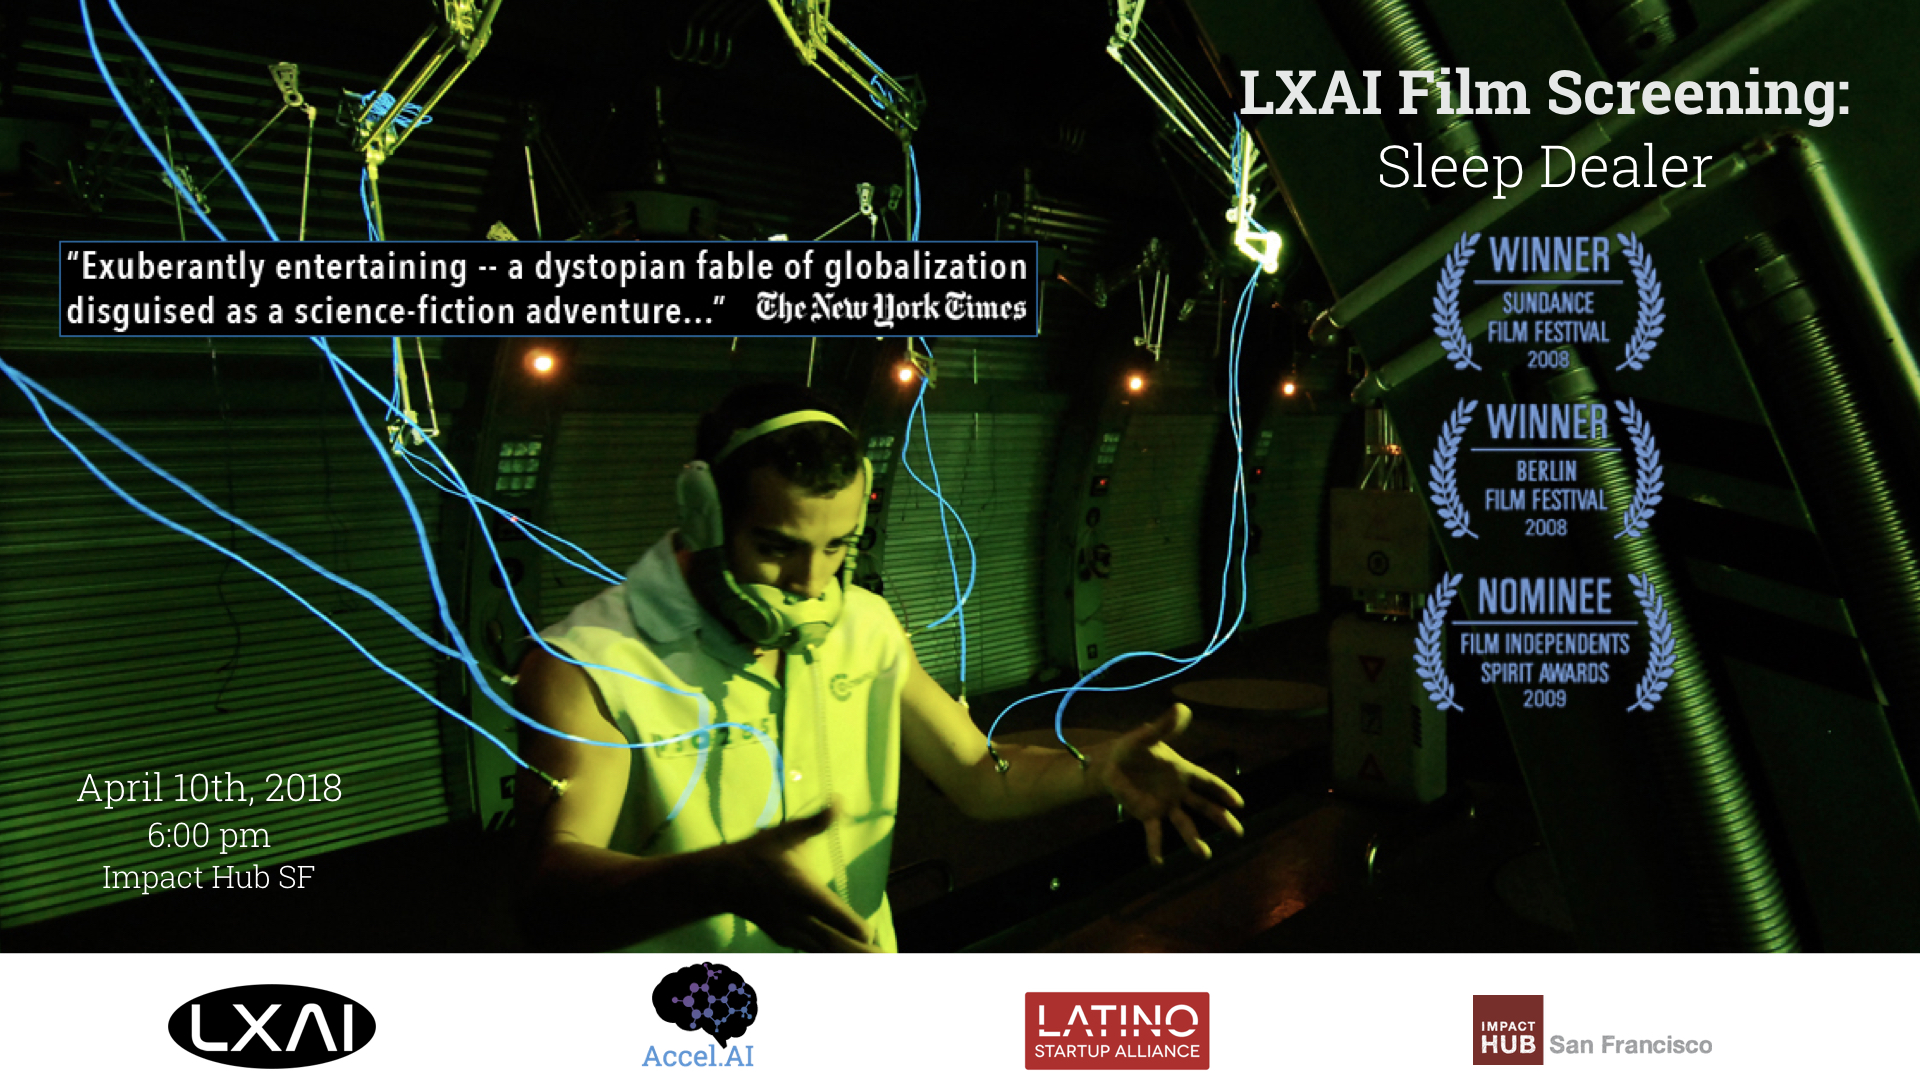 LXAI Film Screening:
Sleep Dealer
"Exuberantly entertaining -- a dystopian fable of globalization
disguised as a science-fiction adventure..." The New York Times
WINNER
SUNDANCE
FILM FESTIVAL
2008
WINNER
BERLIN
FILM FESTIVAL
2008
NOMINEE
FILM INDEPENDENTS
SPIRIT AWARDS
2009
April 10th, 2018
6:00 pm
Impact Hub SF
LXAI
Accel.AI
LATINO
STARTUP ALLIANCE
IMPACT
HUB San Francisco